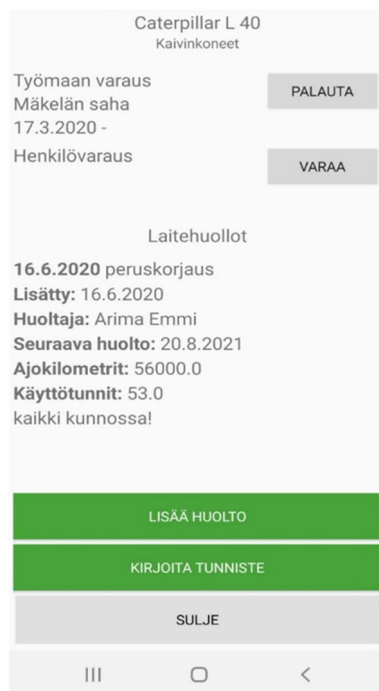 Caterpillar L 40
Kaivinkoneet
Työmaan varaus
Mäkelän saha
17.3.2020 -
PALAUTA
Henkilövaraus
VARAA
Laitehuollot
16.6.2020 peruskorjaus
Lisätty: 16.6.2020
Huoltaja: Arima Emmi
Seuraava huolto: 20.8.2021
Ajokilometrit: 56000.0
Käyttötunnit: 53.0
kaikki kunnossa!
LISÄÄ HUOLTO
KIRJOITA TUNNISTE
SULJE